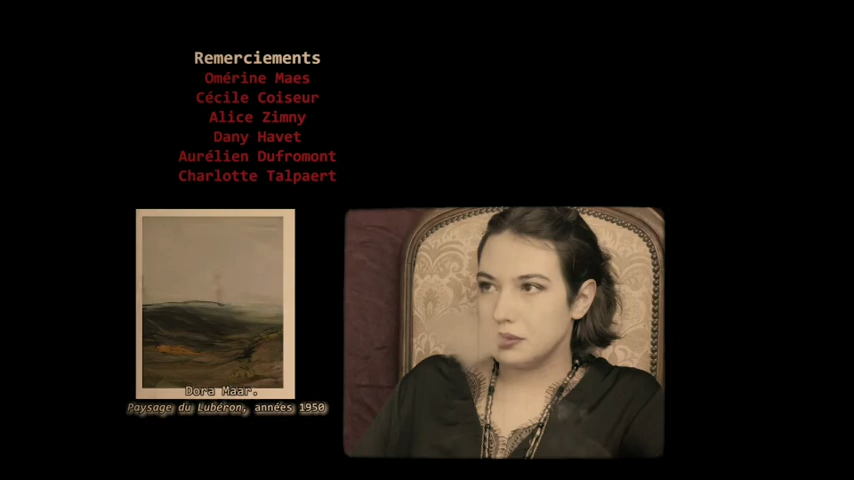 Remerciements
Omérine Maes
Cécile Coiseur
Alice Zimny
Dany Havet
Aurélien Dufromont
Charlotte Talpaert
Dora Maar.
Paysage du Lubéron, années 1950